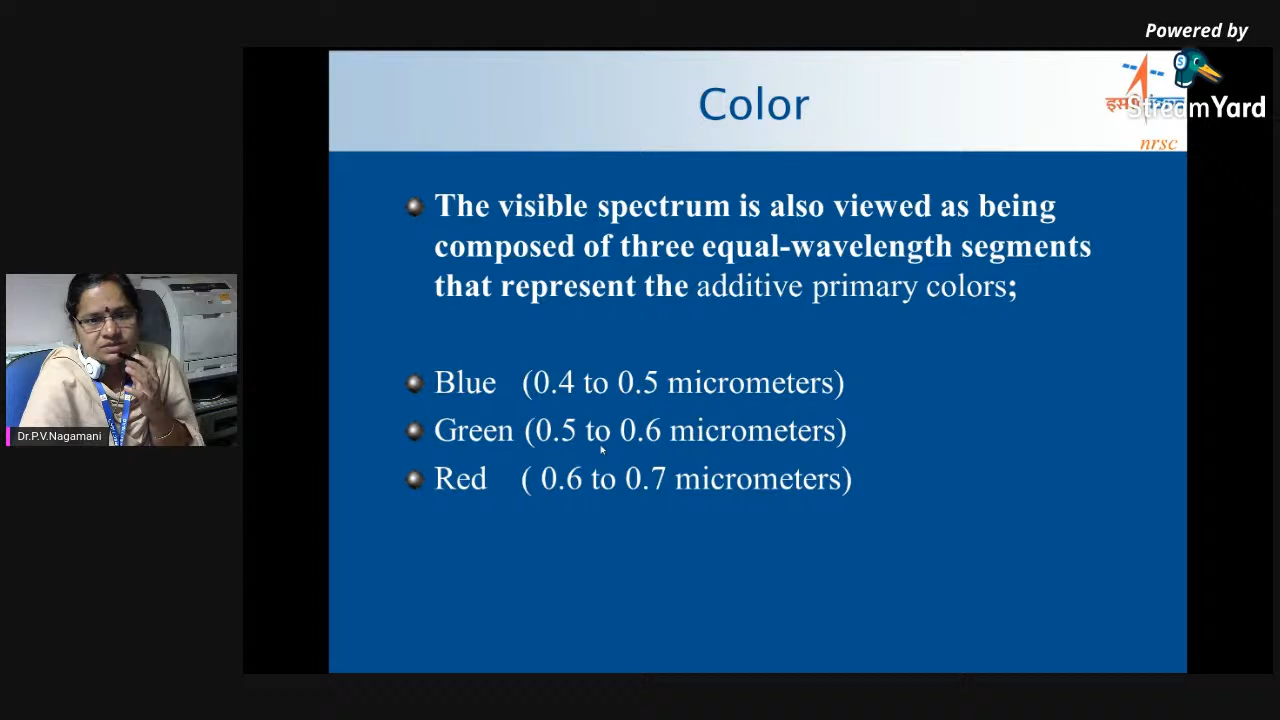 Powered by
StreamYard
Color
nrsc
The visible spectrum is also viewed as being
composed of three equal-wavelength segments
that represent the additive primary colors;
Blue (0.4 to 0.5 micrometers)
Green (0.5 to 0.6 micrometers)
Red ( 0.6 to 0.7 micrometers)
Dr.P.V.Nagamani